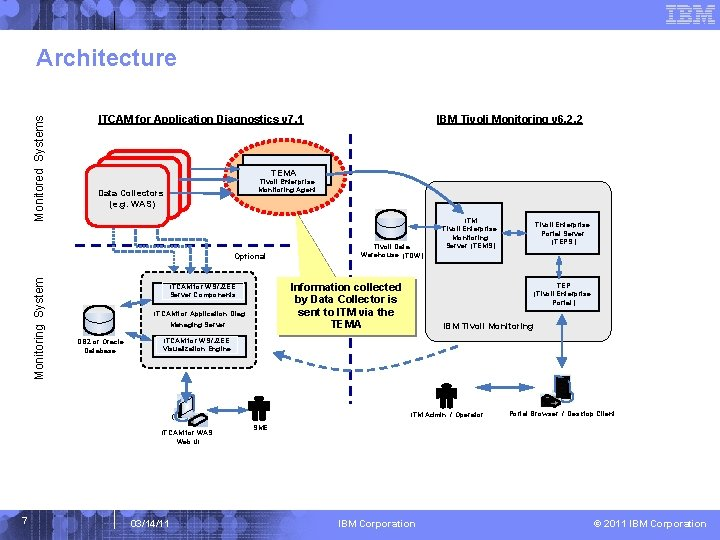 IBM
Architecture
Monitored Systems
ITCAM for Application Diagnostics v7.1
IBM Tivoli Monitoring v6.2.2
Data Collectors
(e.g. WAS)
TEMA
Tivoli Enterprise
Monitoring Agent
Optional
Tivoli Data
Warehouse (TDW)
ITM
Tivoli Enterprise
Monitoring
Server (TEMS)
Tivoli Enterprise
Portal Server
(TEPS)
Monitoring System
ITCAM for WS/J2EE
Server Components
ITCAM for Application Diag
Managing Server
ITCAM for WS/J2EE
Visualization Engine
DB2 or Oracle
Database
Information collected
by Data Collector is
sent to ITM via the
TEMA
TEP
(Tivoli Enterprise
Portal)
IBM Tivoli Monitoring
ITM Admin / Operator
Portal Browser / Desktop Client
ITCAM for WAS
Web UI
SME
7
03/14/11
IBM Corporation
© 2011 IBM Corporation